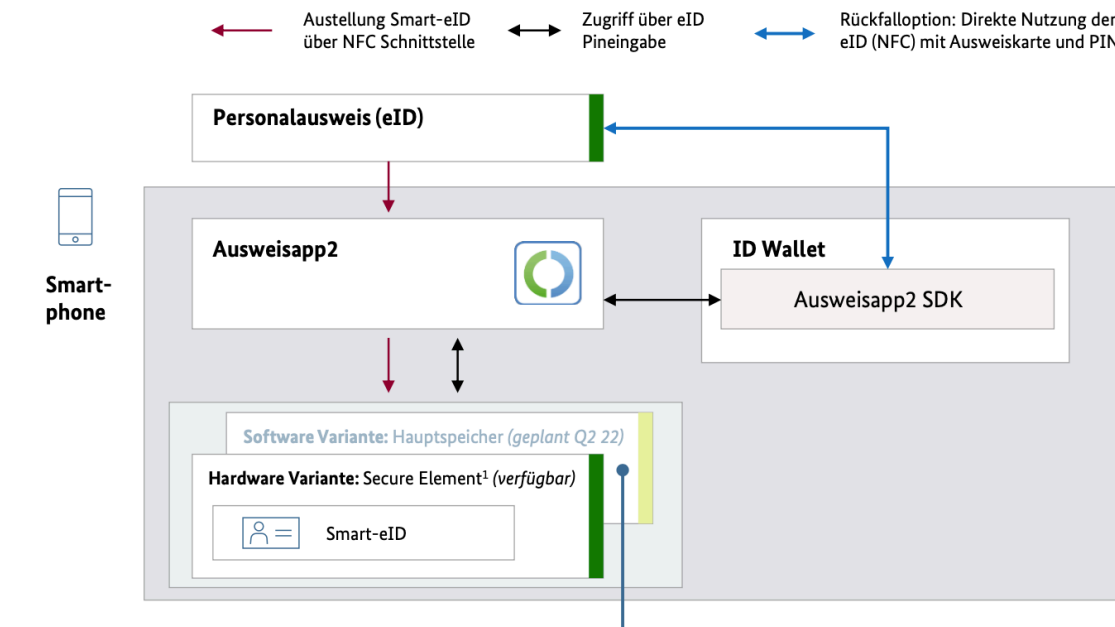 Austellung Smart-eID
über NFC Schnittstelle
Zugriff über eID
Pineingabe
Rückfalloption: Direkte Nutzung der
eID (NFC) mit Ausweiskarte und PIN
Personalausweis (eID)
Smart-
phone
Ausweisapp2
ID Wallet
Ausweisapp2 SDK
Software Variante: Hauptspeicher (geplant Q2 22)
Hardware Variante: Secure Element¹ (verfügbar)
Smart-eID